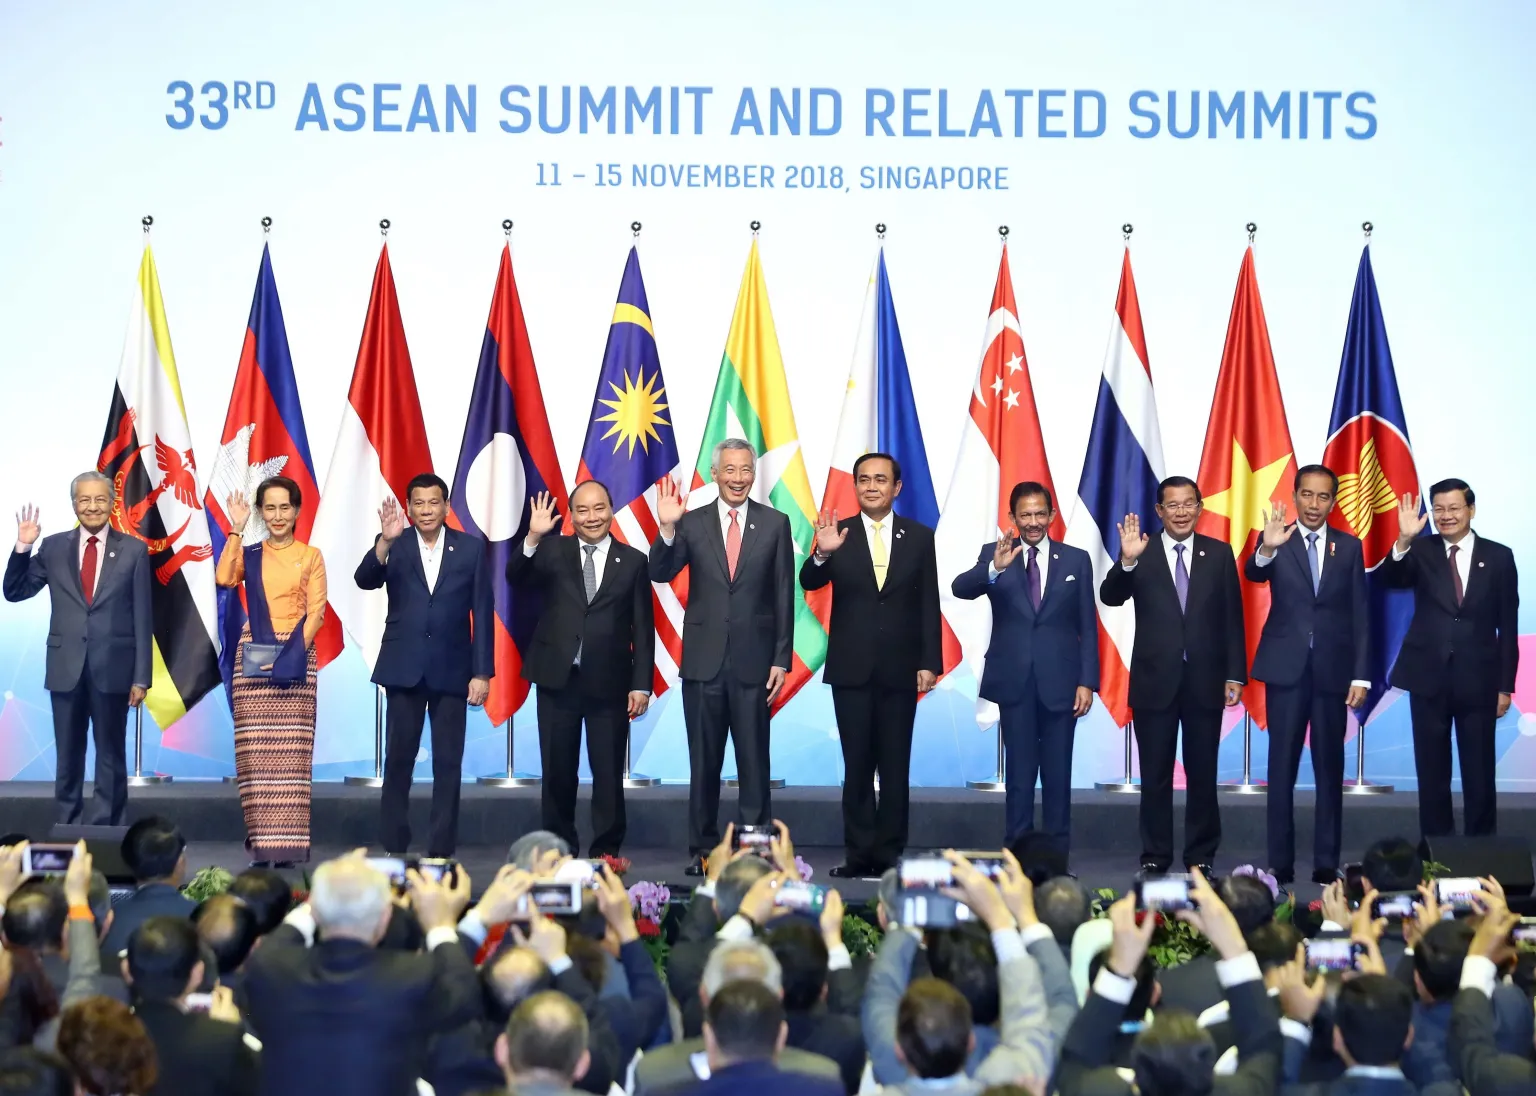 33RD ASEAN SUMMIT AND RELATED SUMMITS
11 – 15 NOVEMBER 2018, SINGAPORE